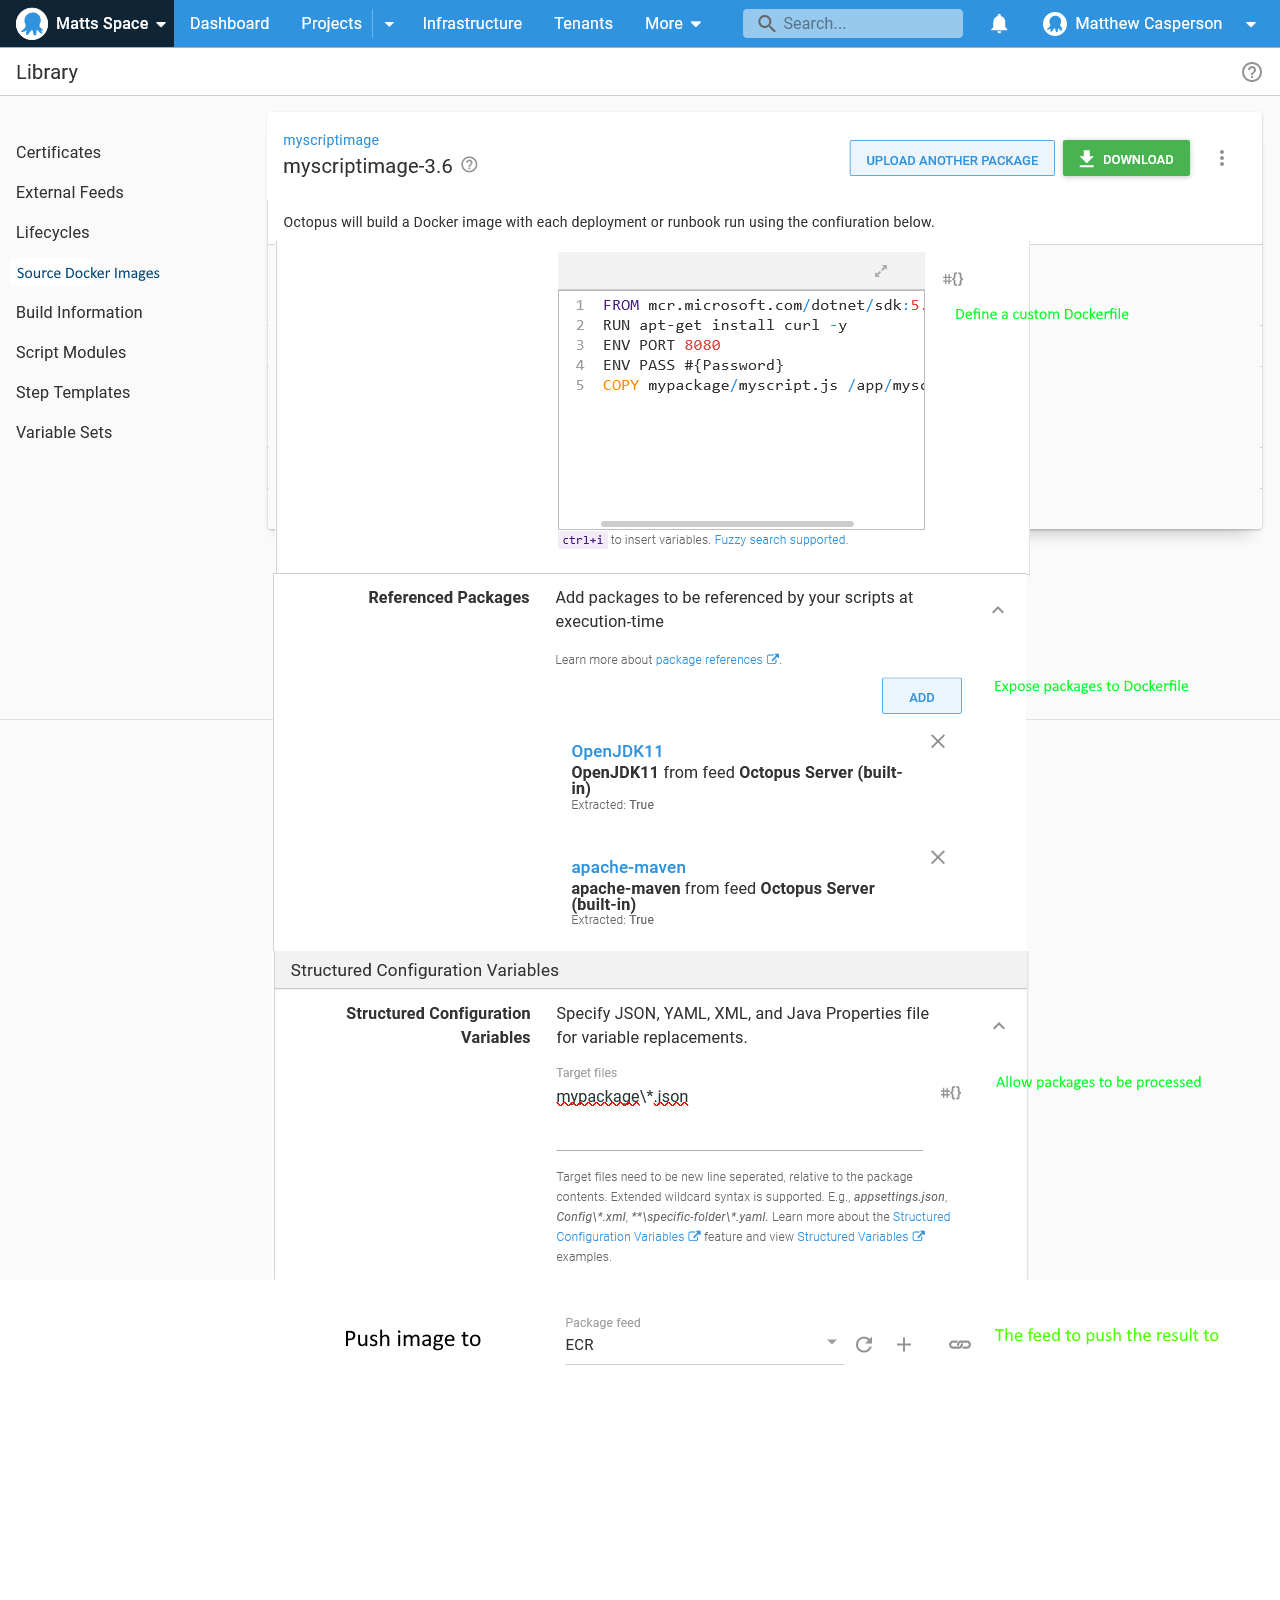 Matts Space
Dashboard
Projects
Infrastructure
Tenants
More
Search...
Matthew Casperson
Library
Certificates
External Feeds
Lifecycles
Source Docker Images
Build Information
Script Modules
Step Templates
Variable Sets
myscriptimage
myscriptimage-3.6
UPLOAD ANOTHER PACKAGE
DOWNLOAD
Octopus will build a Docker image with each deployment or runbook run using the confiuration below.
#{}
1 FROM mcr.microsoft.com/dotnet/sdk:5.
2 RUN apt-get install curl -y
3 ENV PORT 8080
4 ENV PASS #{Password}
5 COPY mypackage/myscript.js /app/mysc
Define a custom Dockerfile
ctrl+i to insert variables. Fuzzy search supported.
Referenced Packages
Add packages to be referenced by your scripts at
execution-time
Learn more about package references.
ADD
Expose packages to Dockerfile
OpenJDK11
OpenJDK11 from feed Octopus Server (built-
in)
Extracted: True
apache-maven
apache-maven from feed Octopus Server
(built-in)
Extracted: True
Structured Configuration Variables
Structured Configuration
Variables
Specify JSON, YAML, XML, and Java Properties file
for variable replacements.
Target files
mypackage\*.json
#{}
Allow packages to be processed
Target files need to be new line seperated, relative to the package
contents. Extended wildcard syntax is supported. E.g., appsettings.json,
Config\*.xml, **\specific-folder\*.yaml. Learn more about the Structured
Configuration Variables feature and view Structured Variables
examples.
Push image to
Package feed
ECR
The feed to push the result to